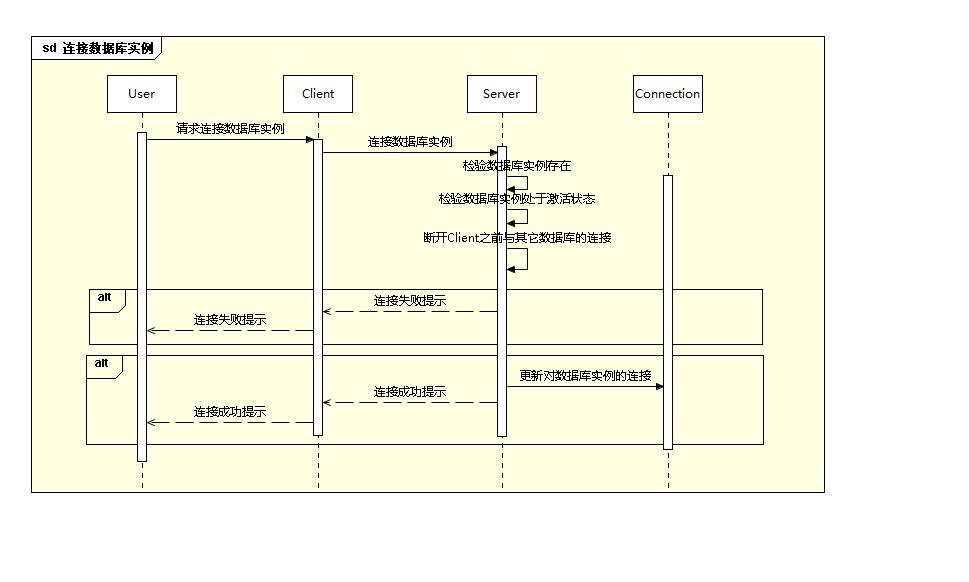 sd 连接数据库实例
User
Client
Server
Connection
请求连接数据库实例
连接数据库实例
检验数据库实例存在
检验数据库实例处于激活状态
断开Client之前与其它数据库的连接
alt
连接失败提示
连接失败提示
alt
更新对数据库实例的连接
连接成功提示
连接成功提示